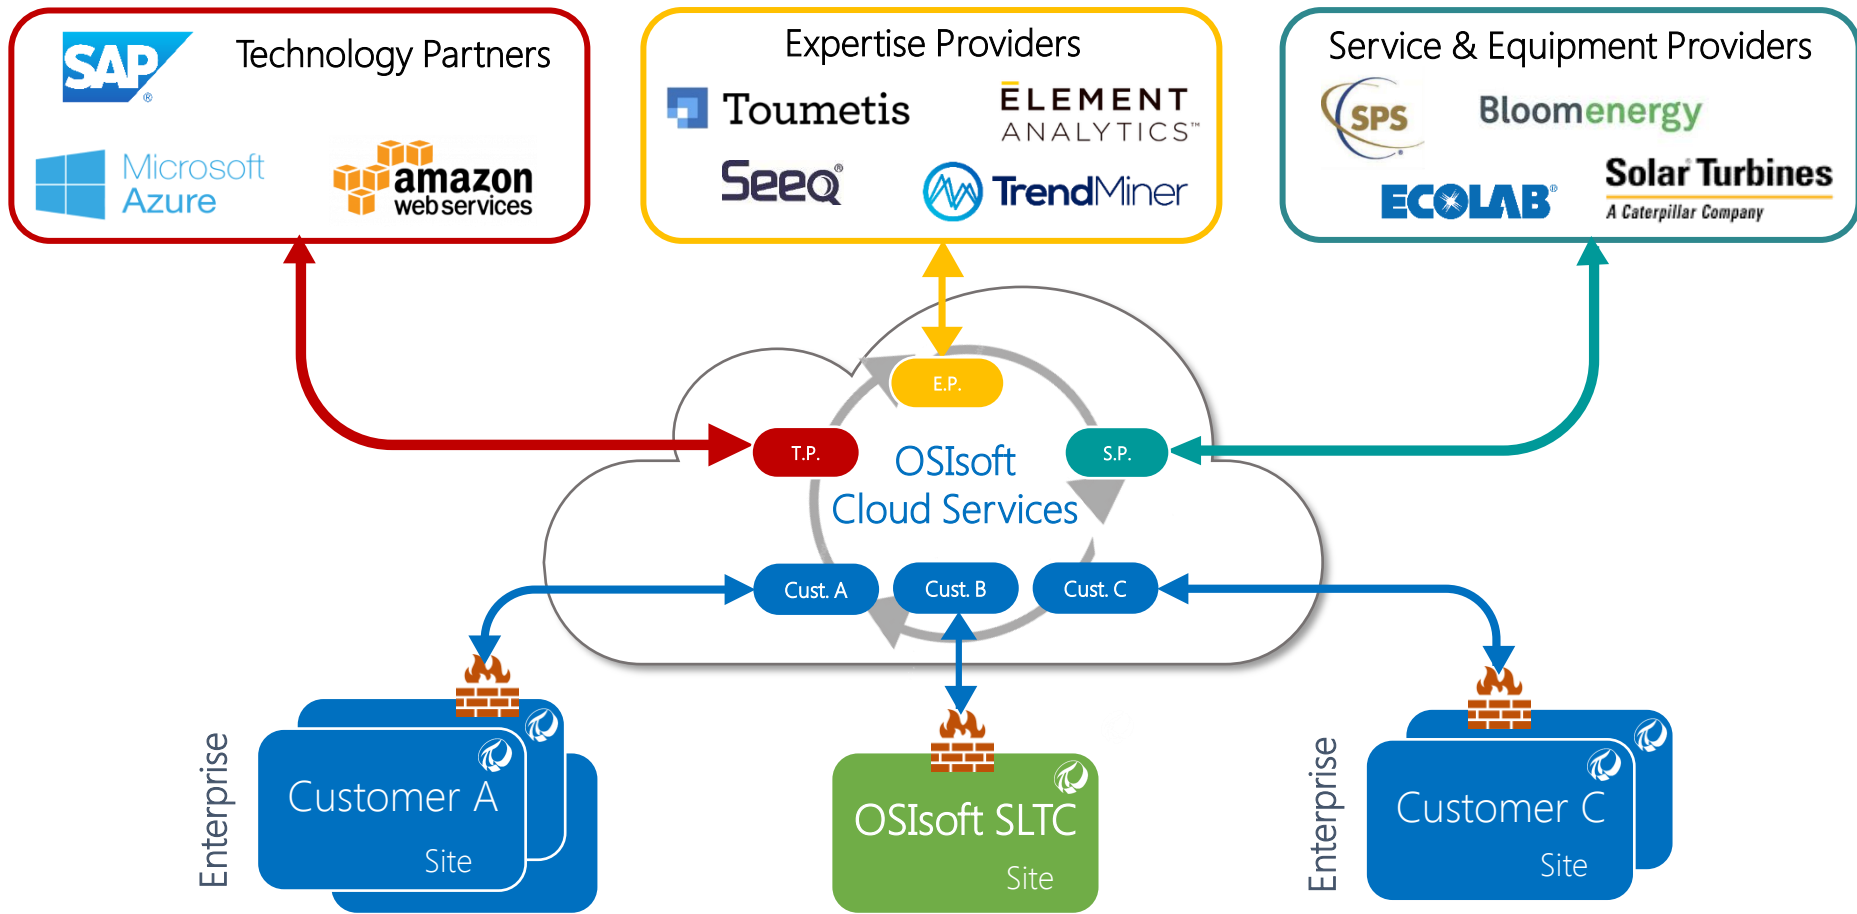 Technology Partners
SAP
®
Microsoft
Azure
amazon
web services
Expertise Providers
Toumetis
ELEMENT
ANALYTICS™
Seeq®
TrendMiner
Service & Equipment Providers
SPS
®
Bloomenergy
ECOLAB®
Solar Turbines
A Caterpillar Company
E.P.
T.P.
S.P.
OSIsoft
Cloud Services
Cust. A
Cust. B
Cust. C
Enterprise
Customer A
Site
OSIsoft SLTC
Site
Enterprise
Customer C
Site